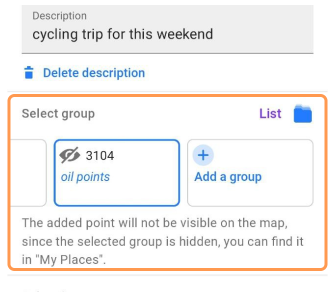 Description
cycling trip for this weekend
Delete description
Select group
List
3104
oil points
Add a group
The added point will not be visible on the map,
since the selected group is hidden, you can find it
in "My Places".